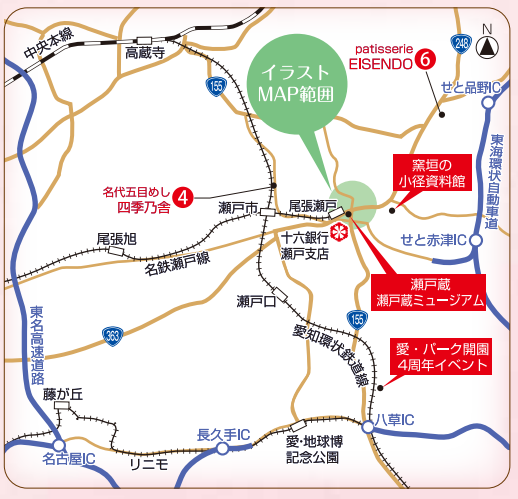 中央本線
高蔵寺
155
イラスト
MAP範囲
patisserie
EISENDO 6
248
N
せと品野IC
東海環状自動車道
窯垣の
小径資料館
名代五目めし
四季乃舎 4
瀬戸市
尾張瀬戸
十六銀行
瀬戸支店
せと赤津IC
尾張旭
名鉄瀬戸線
瀬戸蔵
瀬戸蔵ミュージアム
瀬戸口
155
愛知環状鉄道線
東名高速道路
363
愛・パーク開園
4周年イベント
藤が丘
名古屋IC
リニモ
長久手IC
愛・地球博
記念公園
八草IC